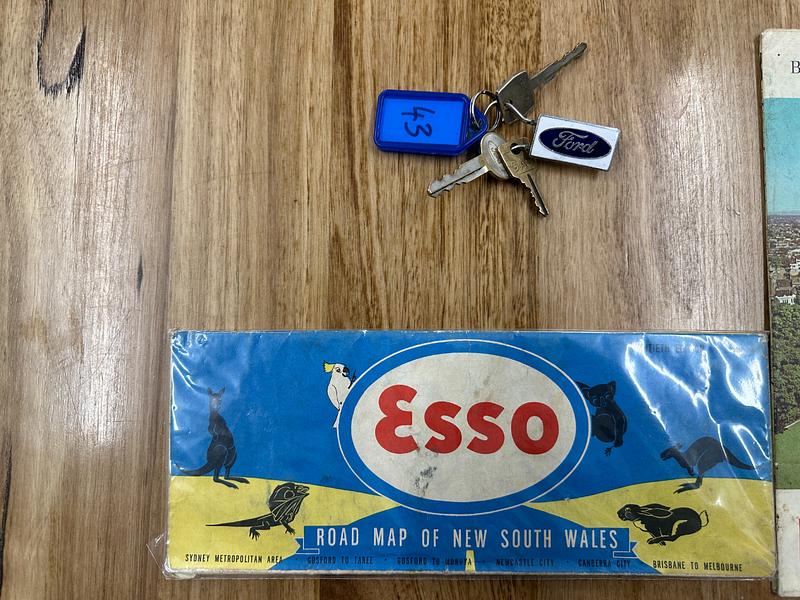 43
Ford
B
ESSO
ROAD MAP OF NEW SOUTH WALES
SYDNEY METROPOLITAN AREA · GOSFORD TO TAREE · GOSFORD TO MORUYA · NEWCASTLE CITY · CANBERRA CITY · BRISBANE TO MELBOURNE